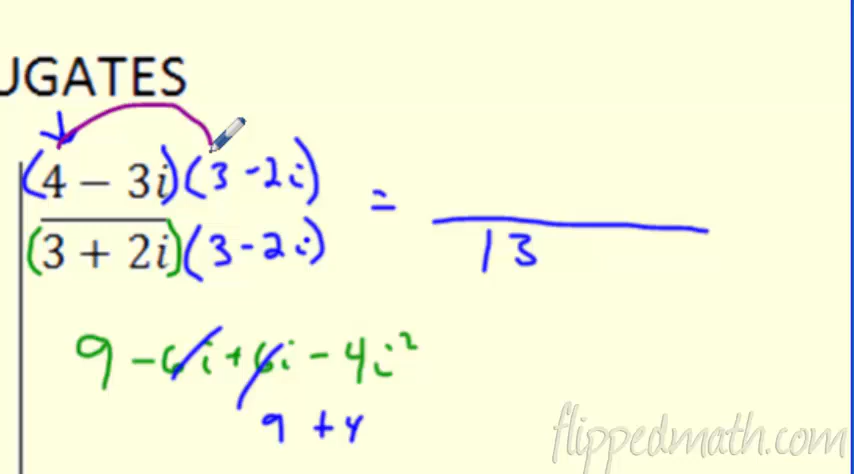 UGATES
(4 − 3i)(3 - 2i)
(3 + 2i)(3 - 2i)
=
13
9 - 6i + 6i - 4i²
9 + 4
flippedmath.com